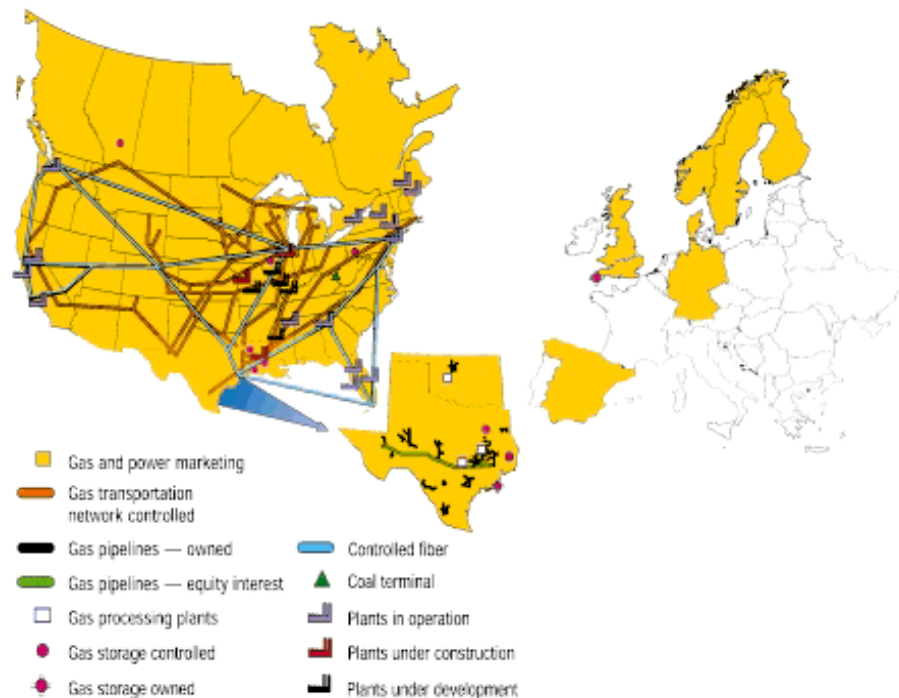 Gas and power marketing
Gas transportation
network controlled
Gas pipelines — owned
Gas pipelines — equity interest
Gas processing plants
Gas storage controlled
Gas storage owned
Controlled fiber
Coal terminal
Plants in operation
Plants under construction
Plants under development